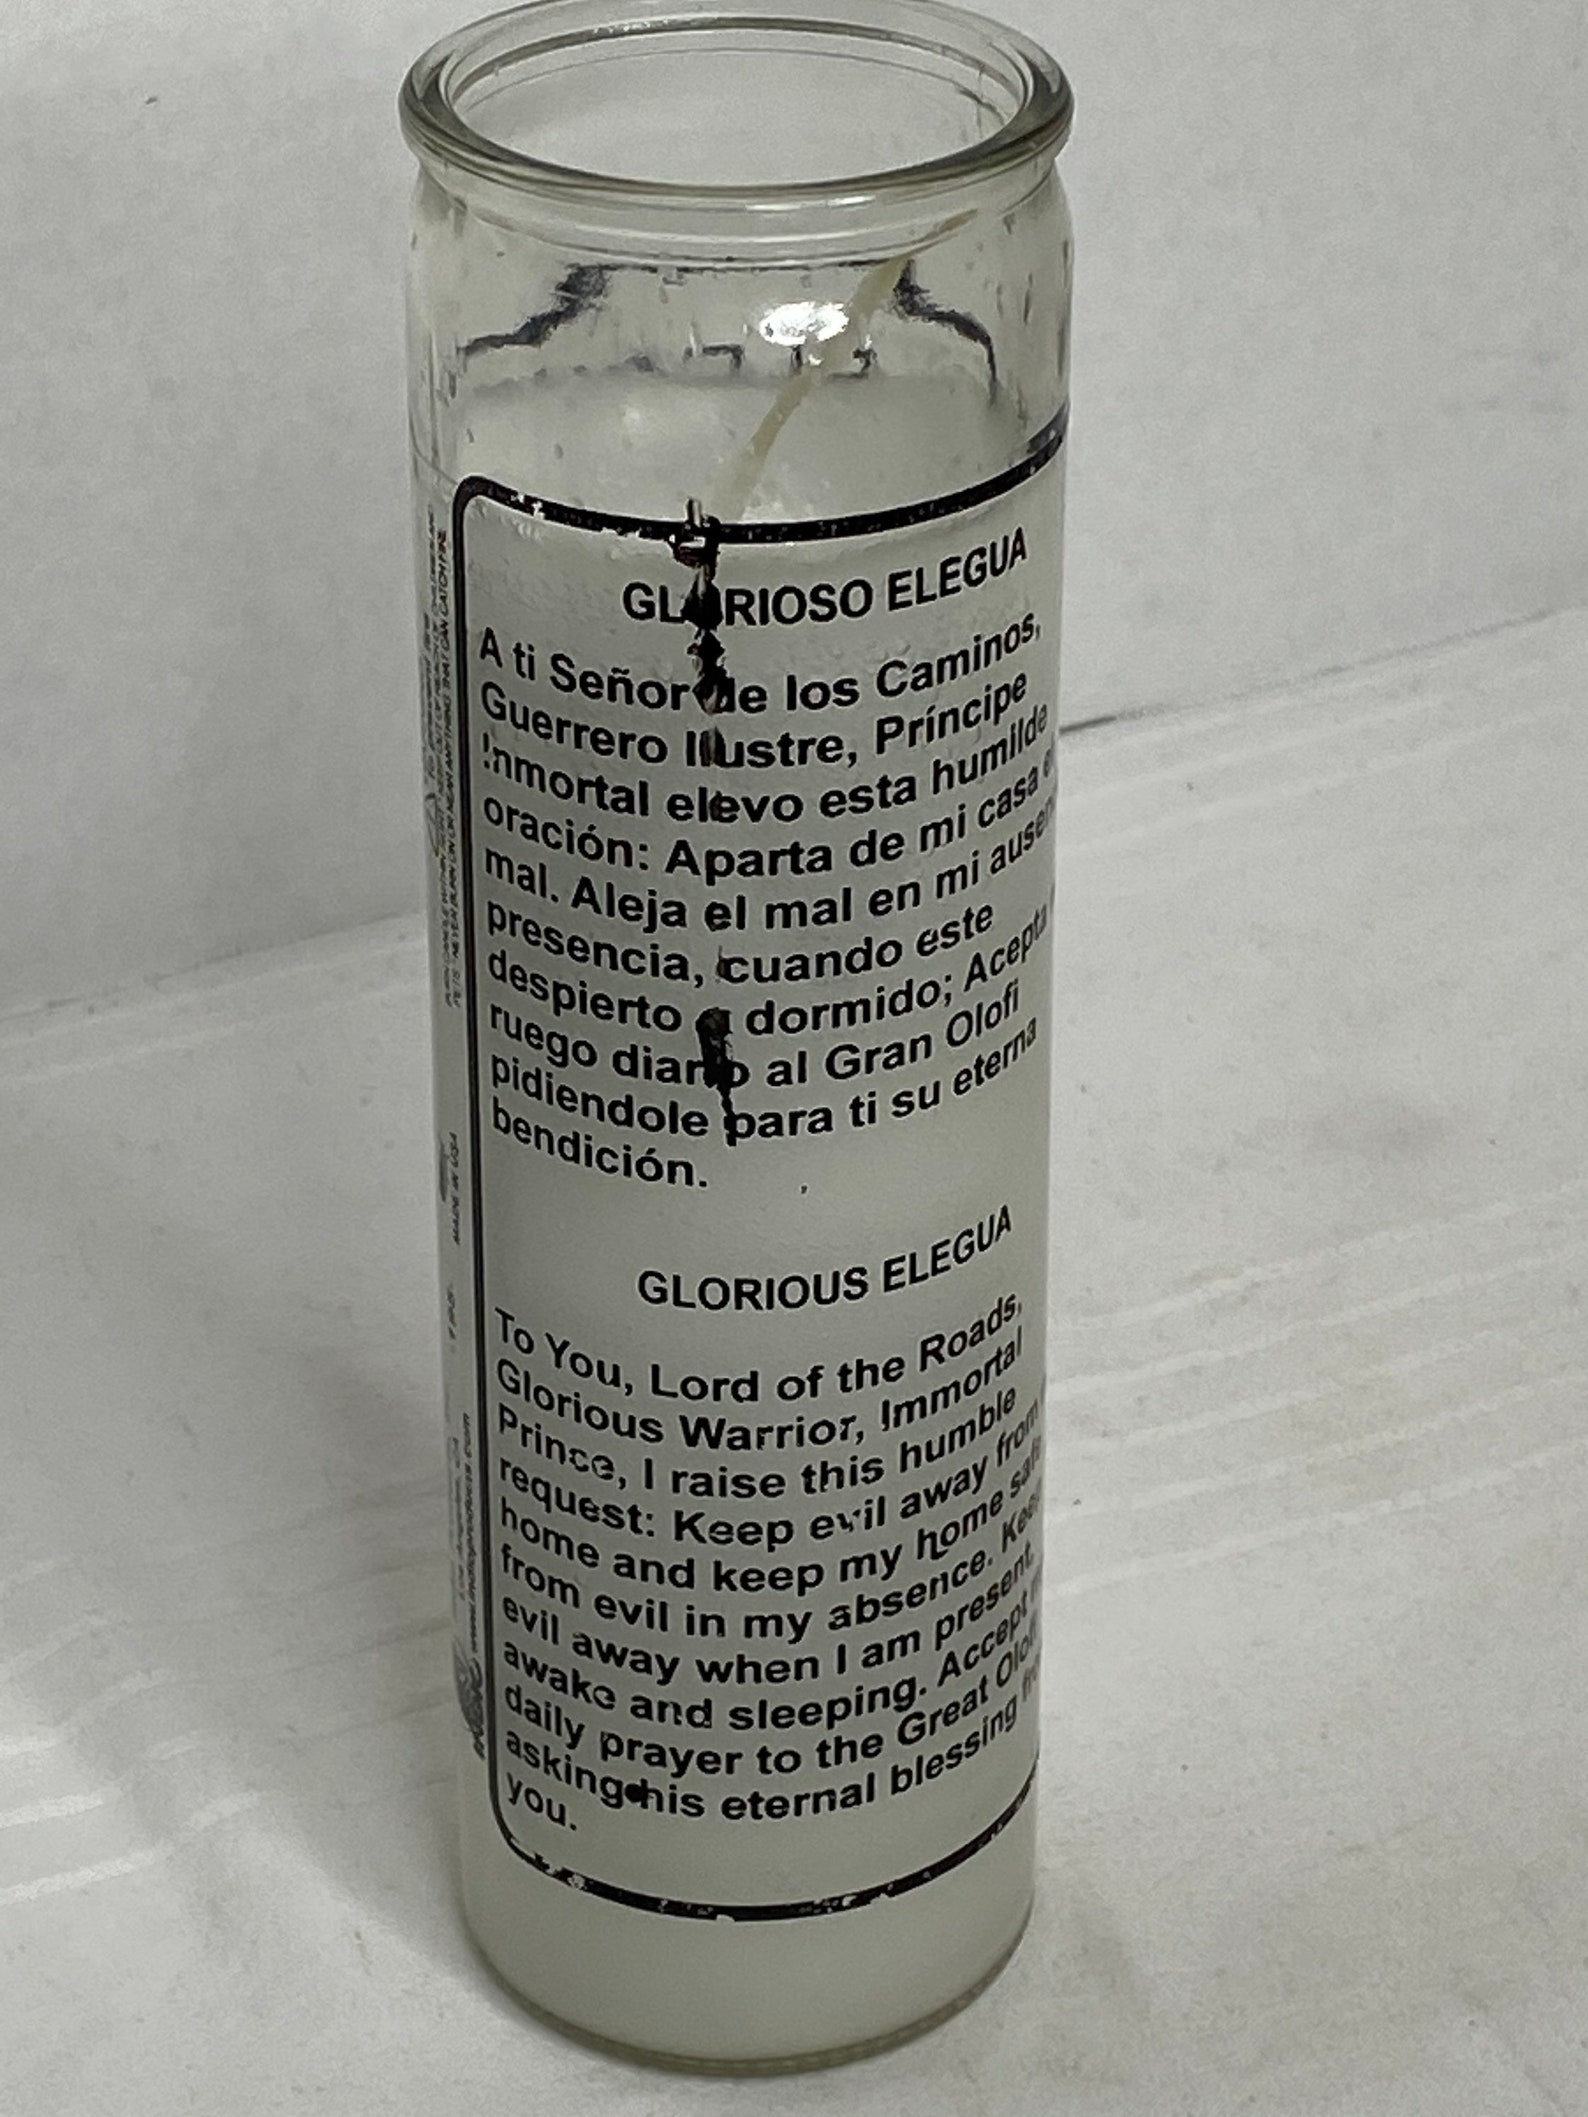 GLORIOSO ELEGUA
A ti Señor de los Caminos,
Guerrero Ilustre, Príncipe
Inmortal elevo esta humilde
oración: Aparta de mi casa
mal. Aleja el mal en mi
presencia, cuando este
despierto o dormido; Acepta
ruego diario al Gran Olofi
pidiendole para ti su eterna
bendición.
GLORIOUS ELEGUA
To You, Lord of the Roads,
Glorious Warrior, Immortal
Prince, I raise this humble
request: Keep evil away from
home and keep my home
from evil in my absence.
evil away when I am present,
awake and sleeping. Accept
daily prayer to the Great
asking his eternal blessing
you.